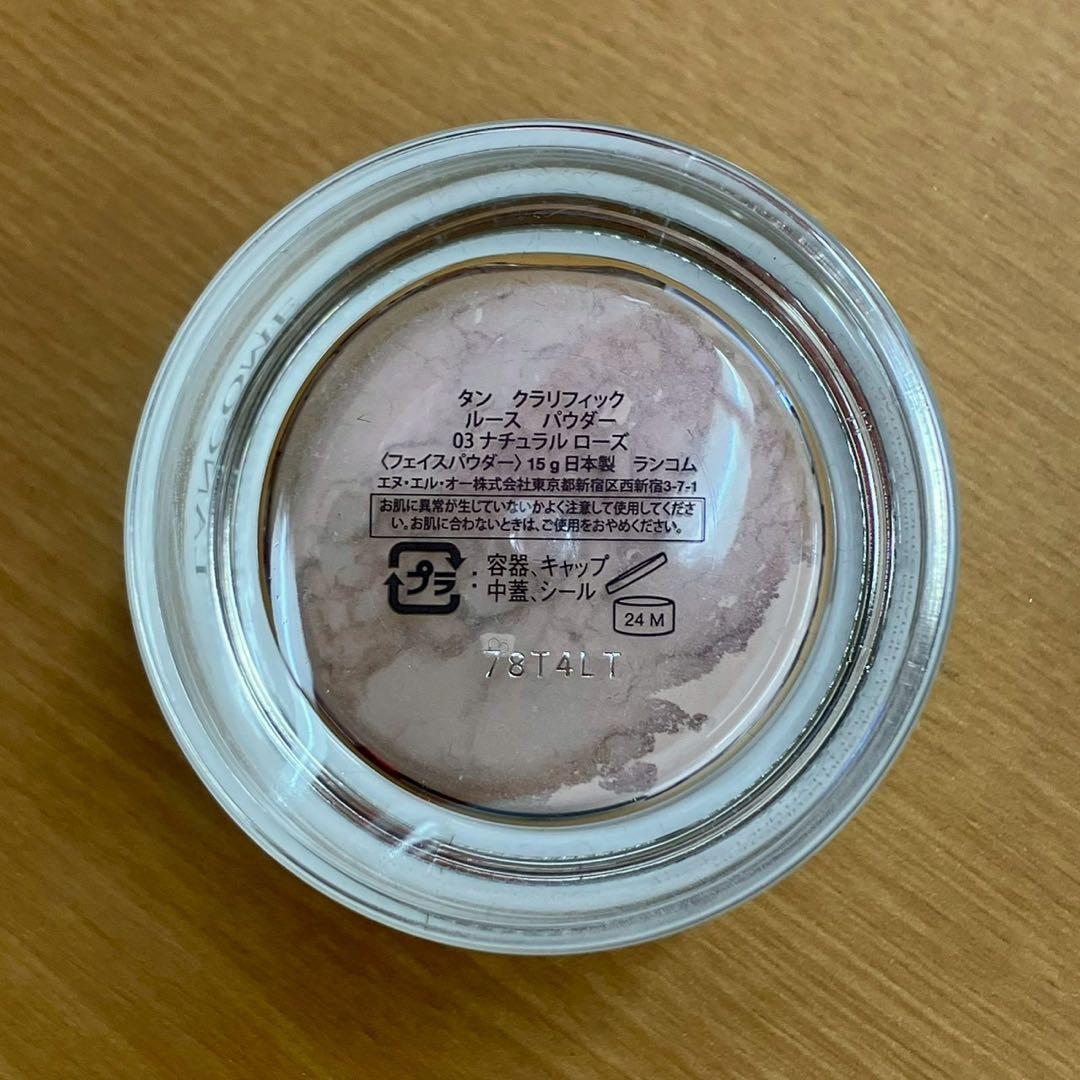 タン クラリフィック
ルース パウダー
03 ナチュラル ローズ
〈フェイスパウダー〉15g 日本製 ランコム
エヌ・エル・オー株式会社東京都新宿区西新宿3-7-1
お肌に異常が生じていないかよく注意して使用してくださ
い。お肌に合わないときは、ご使用をおやめください。
プラ : 容器、キャップ
中蓋、シール
24 M
78T4LT